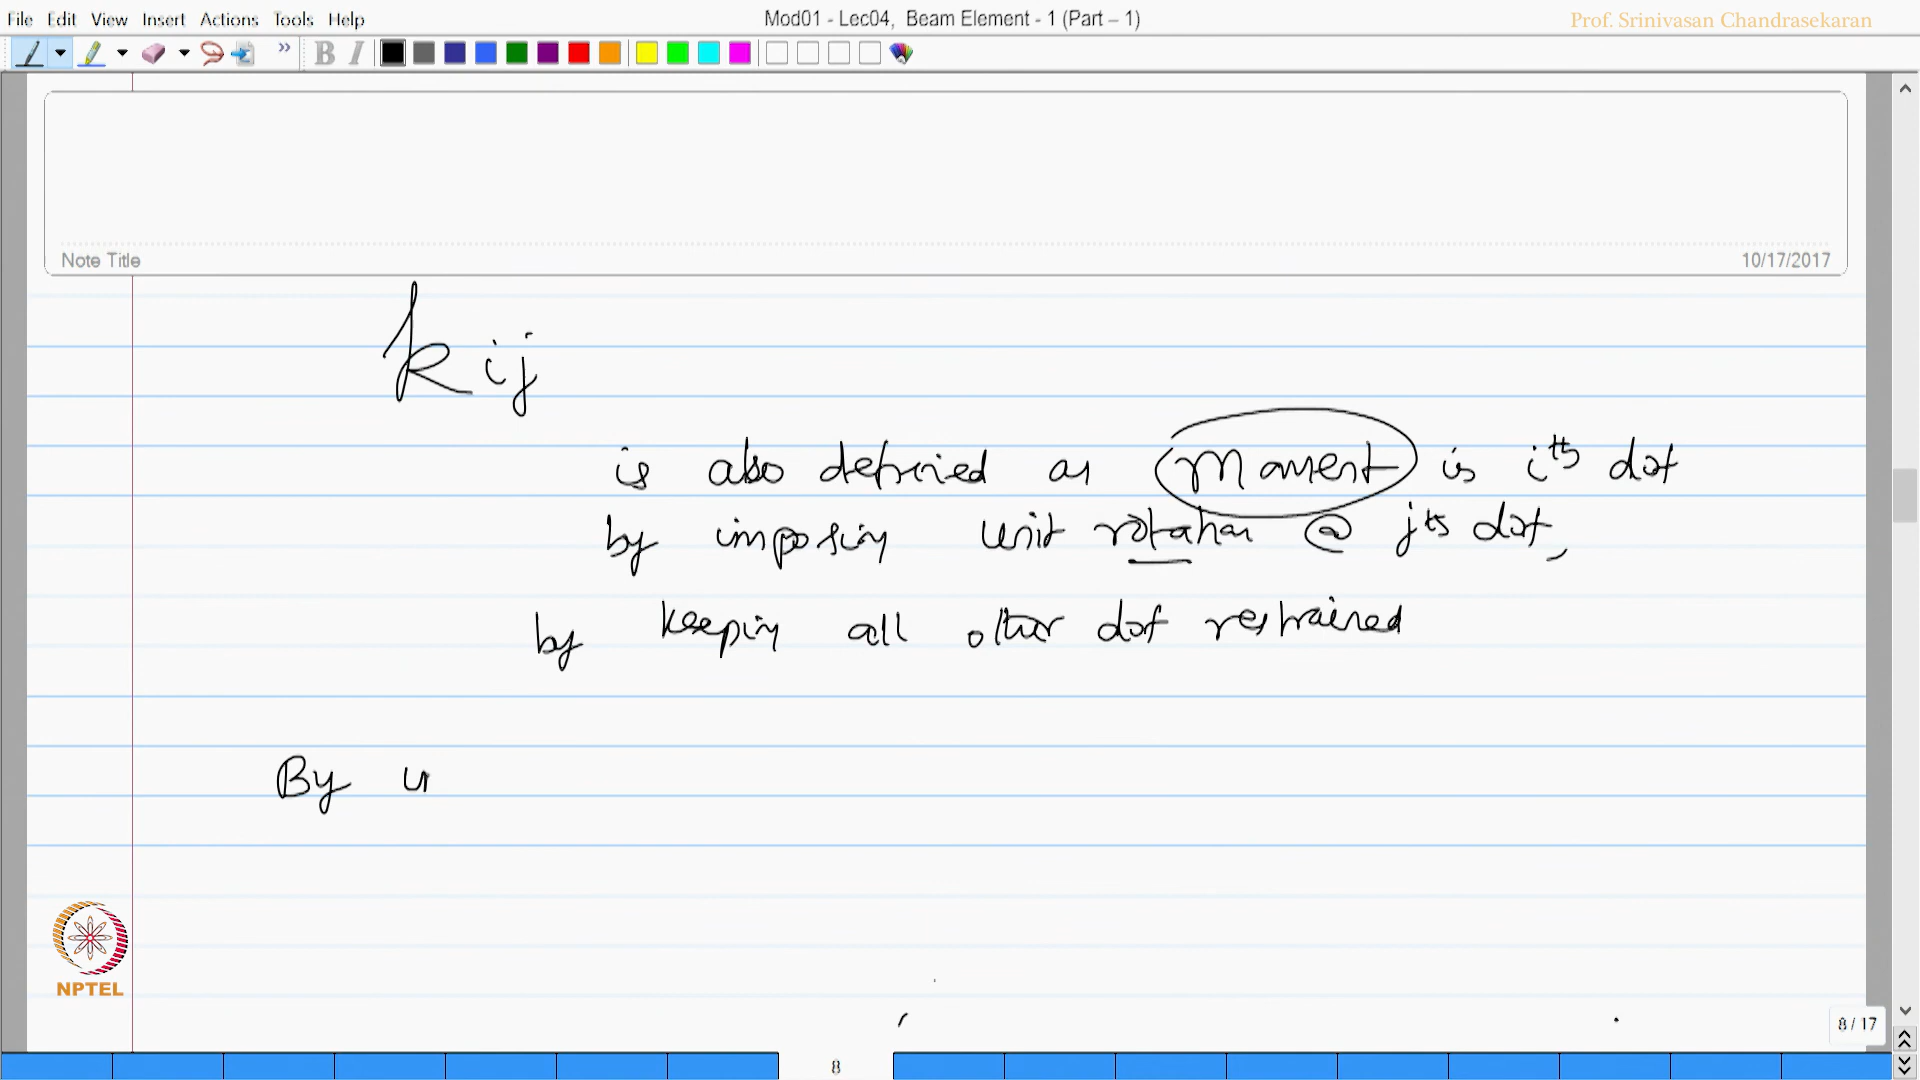 File Edit View Insert Actions Tools Help
Mod01 - Lec04, Beam Element - 1 (Part – 1)
Prof. Srinivasan Chandrasekaran
B I
Note Title
10/17/2017
kij
is also defined as Moment is ith dof
by imposing unit rotation @ jth dof,
by keeping all other dof restrained
By u
NPTEL
8 / 17
8